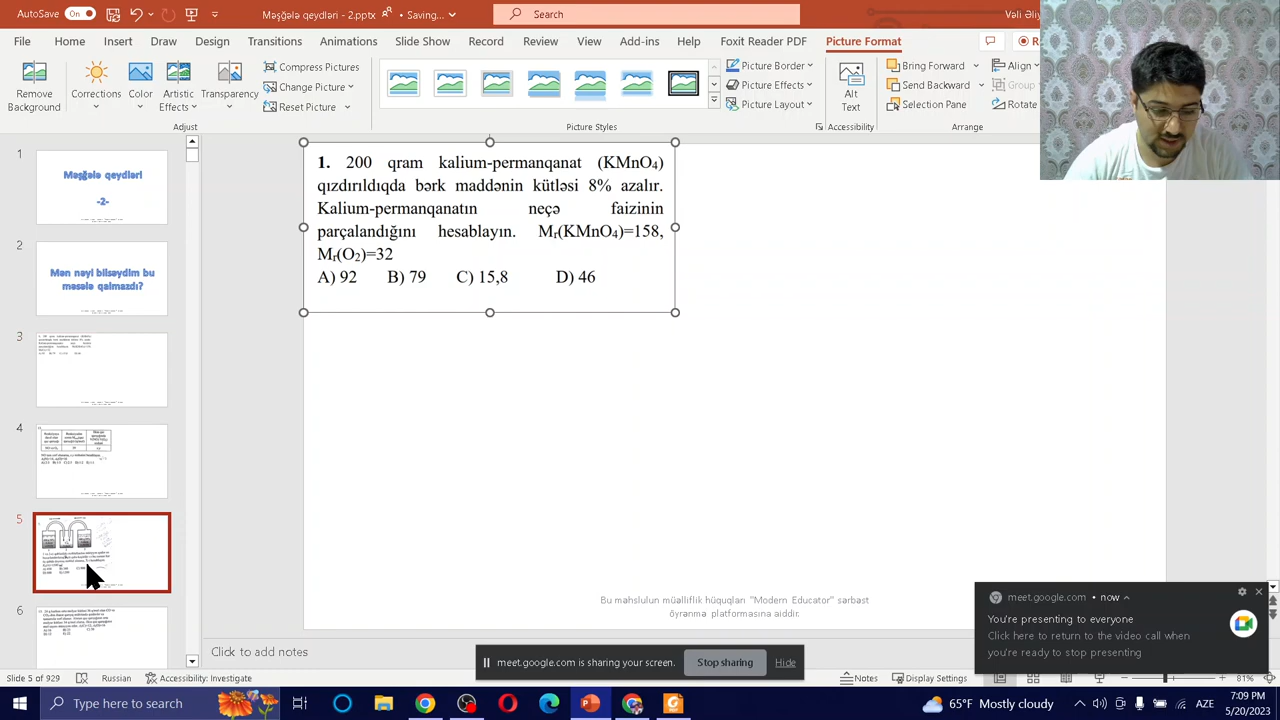 AutoSave Off
Məşğələ qeydləri 2.pptx
Saving...
Search
File Home Insert Draw Design Transitions Animations Slide Show Record Review View Add-ins Help Foxit Reader PDF Picture Format
Remove Background
Corrections
Color
Artistic Effects
Transparency
Compress Pictures
Change Picture
Reset Picture
Adjust
Picture Styles
Picture Border
Picture Effects
Picture Layout
Alt Text
Accessibility
Bring Forward
Send Backward
Selection Pane
Align
Group
Rotate
Arrange
1
Məşğələ qeydləri
-2-
2
Mən nəyi bilsəydim bu
məsələ qalmazdı?
3
4
5
6
1. 200 qram kalium-permanqanat (KMnO4)
qızdırıldıqda bərk maddənin kütləsi 8% azalır.
Kalium-permanqanatın neçə faizinin
parçalandığını hesablayın. Mr(KMnO4)=158,
Mr(O2)=32
A) 92 B) 79 C) 15,8 D) 46
Bu məhslulun müəlliflik hüquqları "Modern Educator" sərbəst
öyrənmə platformasına aiddir.
meet.google.com • now
You're presenting to everyone
Click here to return to the video call when
you're ready to stop presenting
Click to add notes
meet.google.com is sharing your screen.
Stop sharing
Hide
Slide 5 of 929
Russian
Accessibility: Investigate
Notes
Display Settings
81%
Type here to search
65°F Mostly cloudy
AZE
7:09 PM
5/20/2023